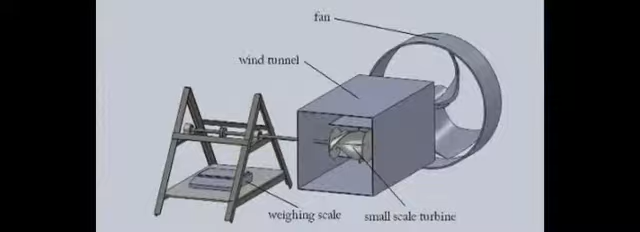 fan
wind tunnel
weighing scale
small scale turbine